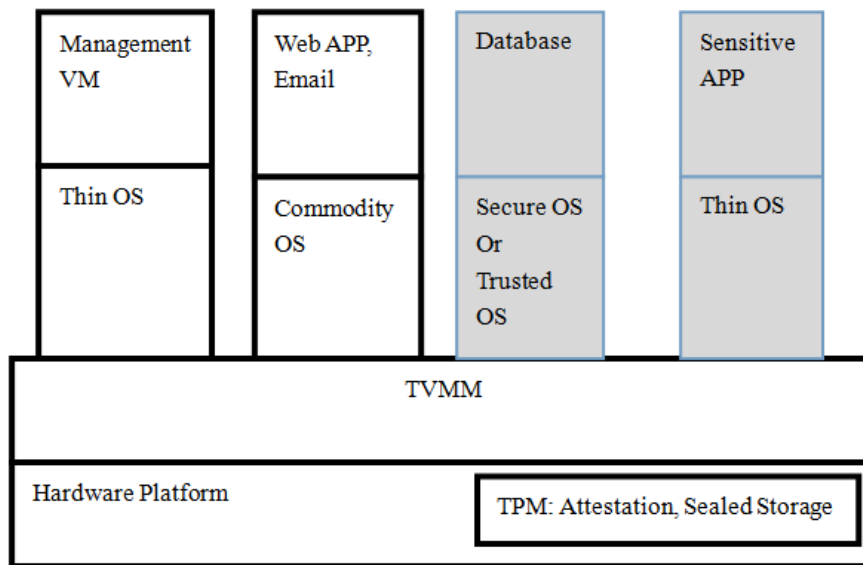 Management
VM
Thin OS
Web APP,
Email
Commodity
OS
Database
Secure OS
Or
Trusted
OS
Sensitive
APP
Thin OS
TVMM
Hardware Platform
TPM: Attestation, Sealed Storage